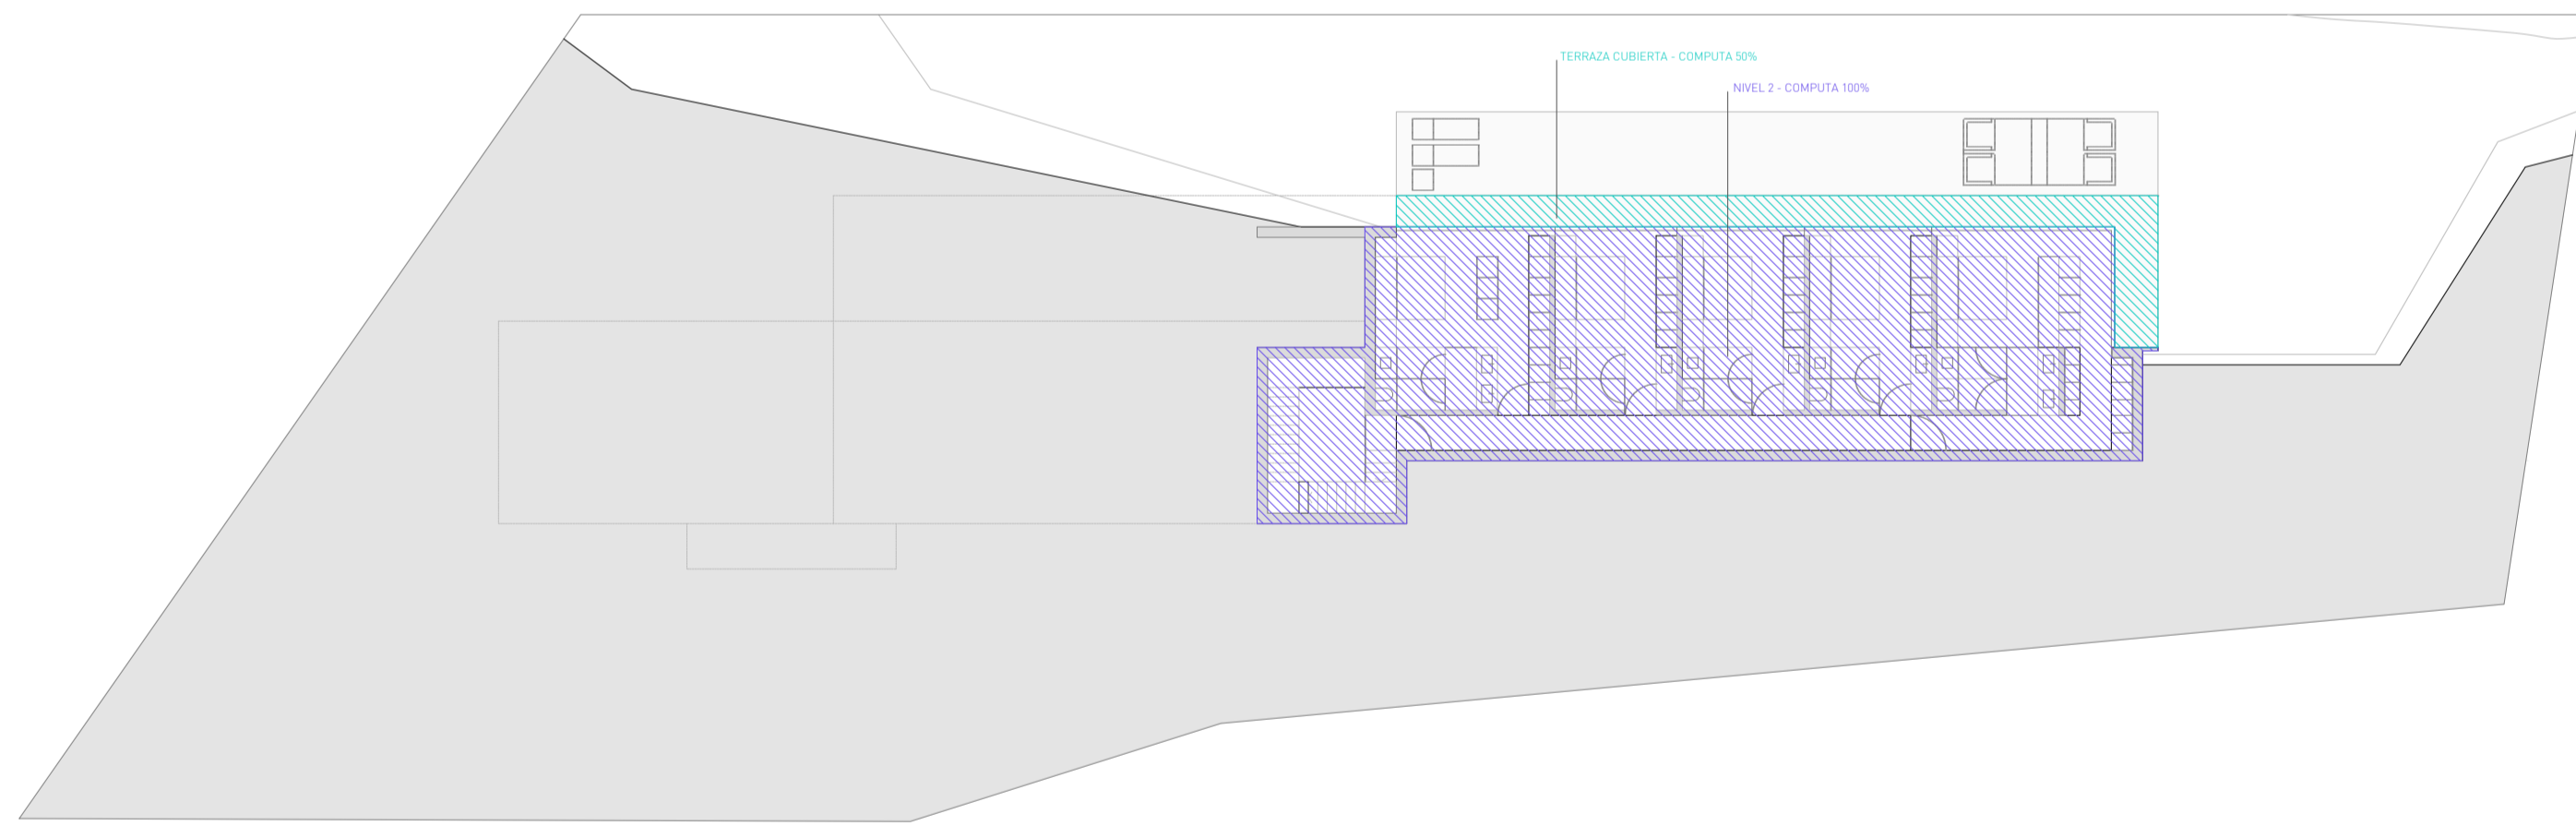 TERRAZA CUBIERTA - COMPUTA 50%
NIVEL 2 - COMPUTA 100%